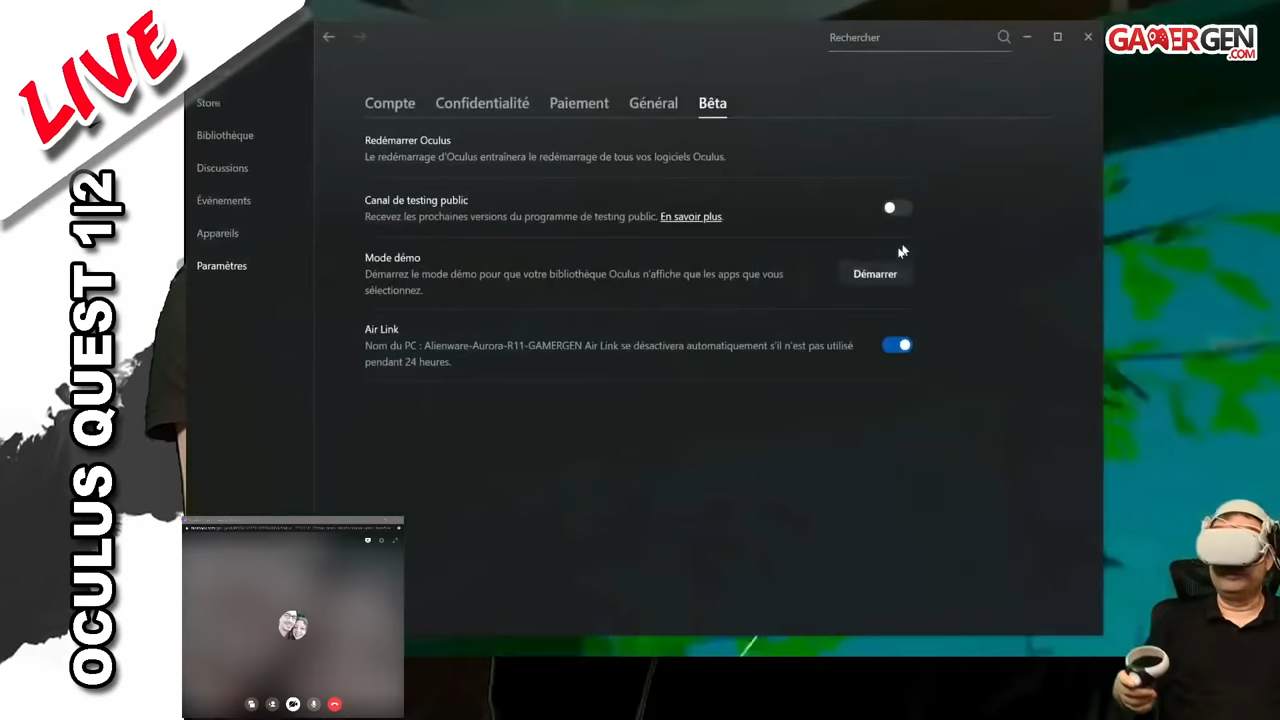 LIVE
OCULUS QUEST 1|2
GAMERGEN
.COM
Rechercher
Store
Bibliothèque
Discussions
Événements
Appareils
Paramètres
Compte Confidentialité Paiement Général Bêta
Redémarrer Oculus
Le redémarrage d'Oculus entraînera le redémarrage de tous vos logiciels Oculus.
Canal de testing public
Recevez les prochaines versions du programme de testing public. En savoir plus.
Mode démo
Démarrez le mode démo pour que votre bibliothèque Oculus n'affiche que les apps que vous
sélectionnez.
Démarrer
Air Link
Nom du PC : Alienware-Aurora-R11-GAMERGEN Air Link se désactivera automatiquement s'il n'est pas utilisé
pendant 24 heures.